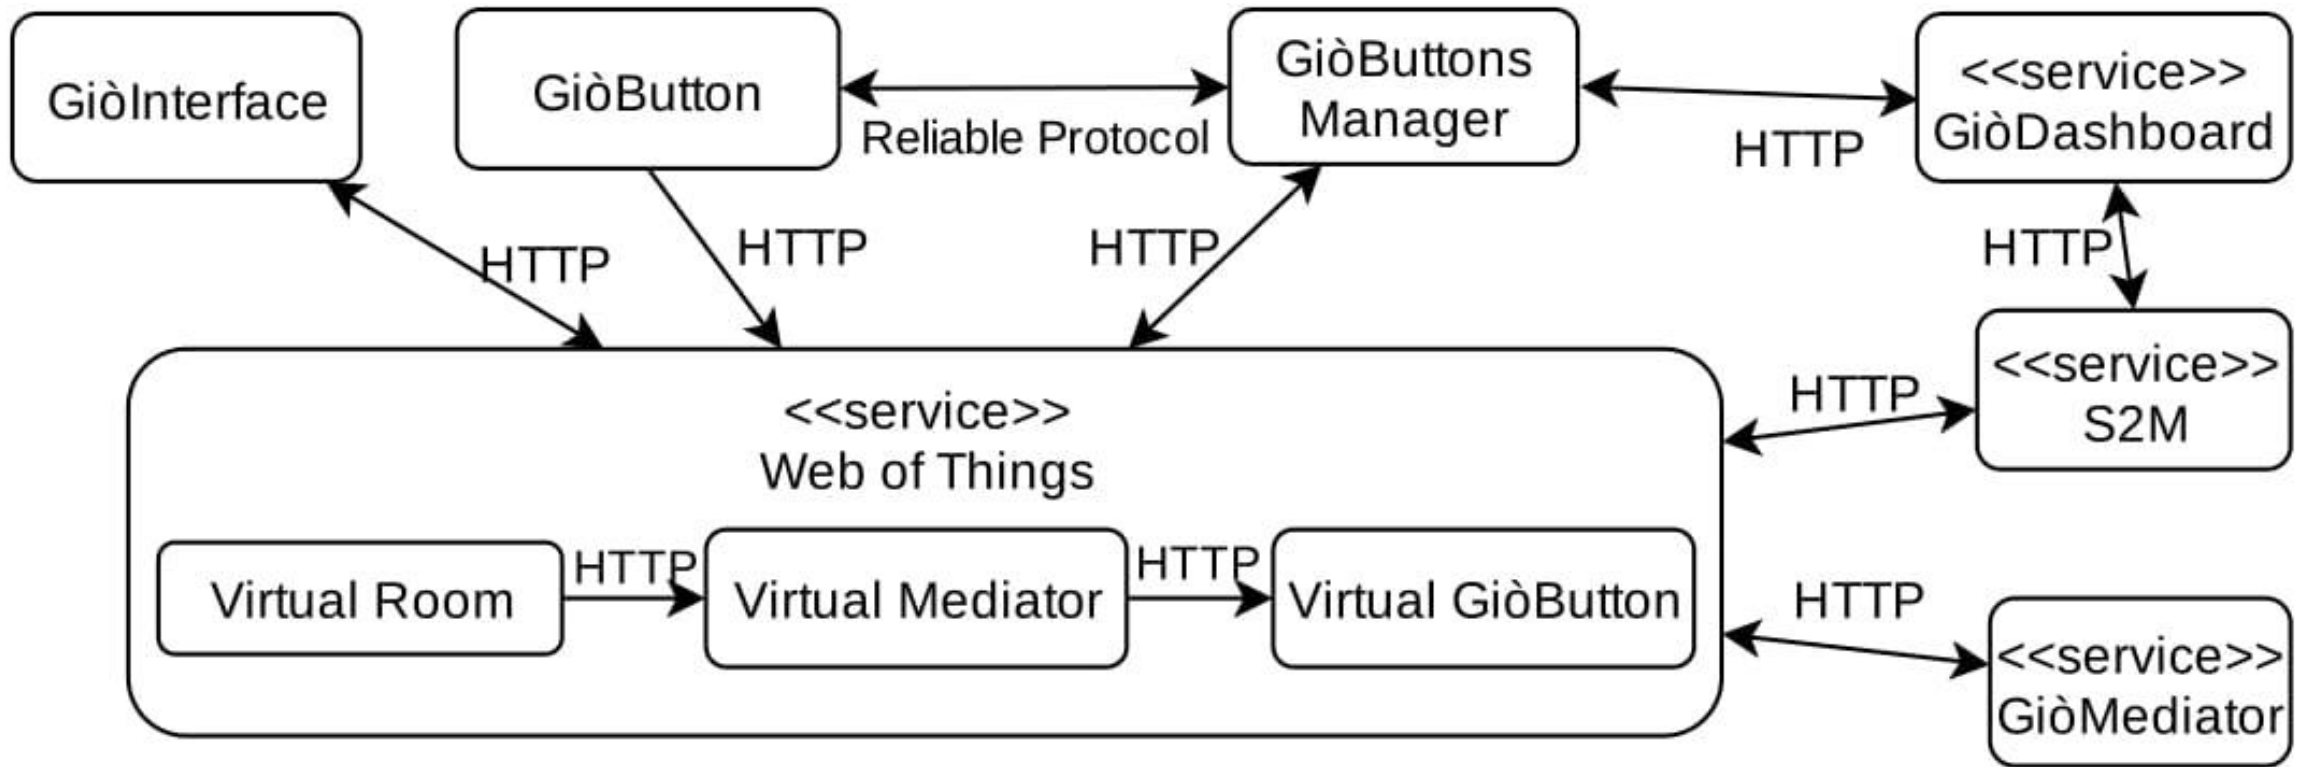 GiòInterface
GiòButton
Reliable Protocol
GiòButtons
Manager
HTTP
<<service>>
GiòDashboard
HTTP
HTTP
HTTP
HTTP
<<service>>
Web of Things
HTTP
<<service>>
S2M
Virtual Room
HTTP
Virtual Mediator
HTTP
Virtual GiòButton
HTTP
<<service>>
GiòMediator